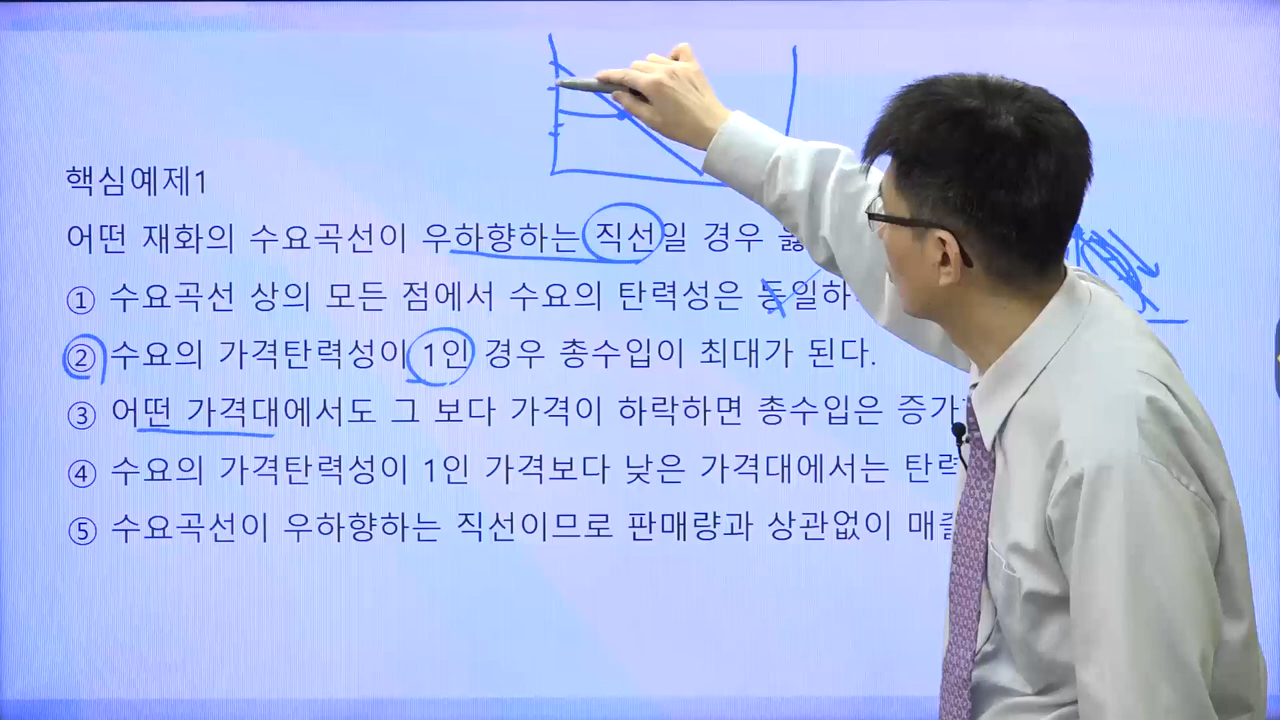 핵심예제1
어떤 재화의 수요곡선이 우하향하는 직선일 경우
① 수요곡선 상의 모든 점에서 수요의 탄력성은 동일하
② 수요의 가격탄력성이 1인 경우 총수입이 최대가 된다.
③ 어떤 가격대에서도 그 보다 가격이 하락하면 총수입은 증가
④ 수요의 가격탄력성이 1인 가격보다 낮은 가격대에서는 탄력
⑤ 수요곡선이 우하향하는 직선이므로 판매량과 상관없이